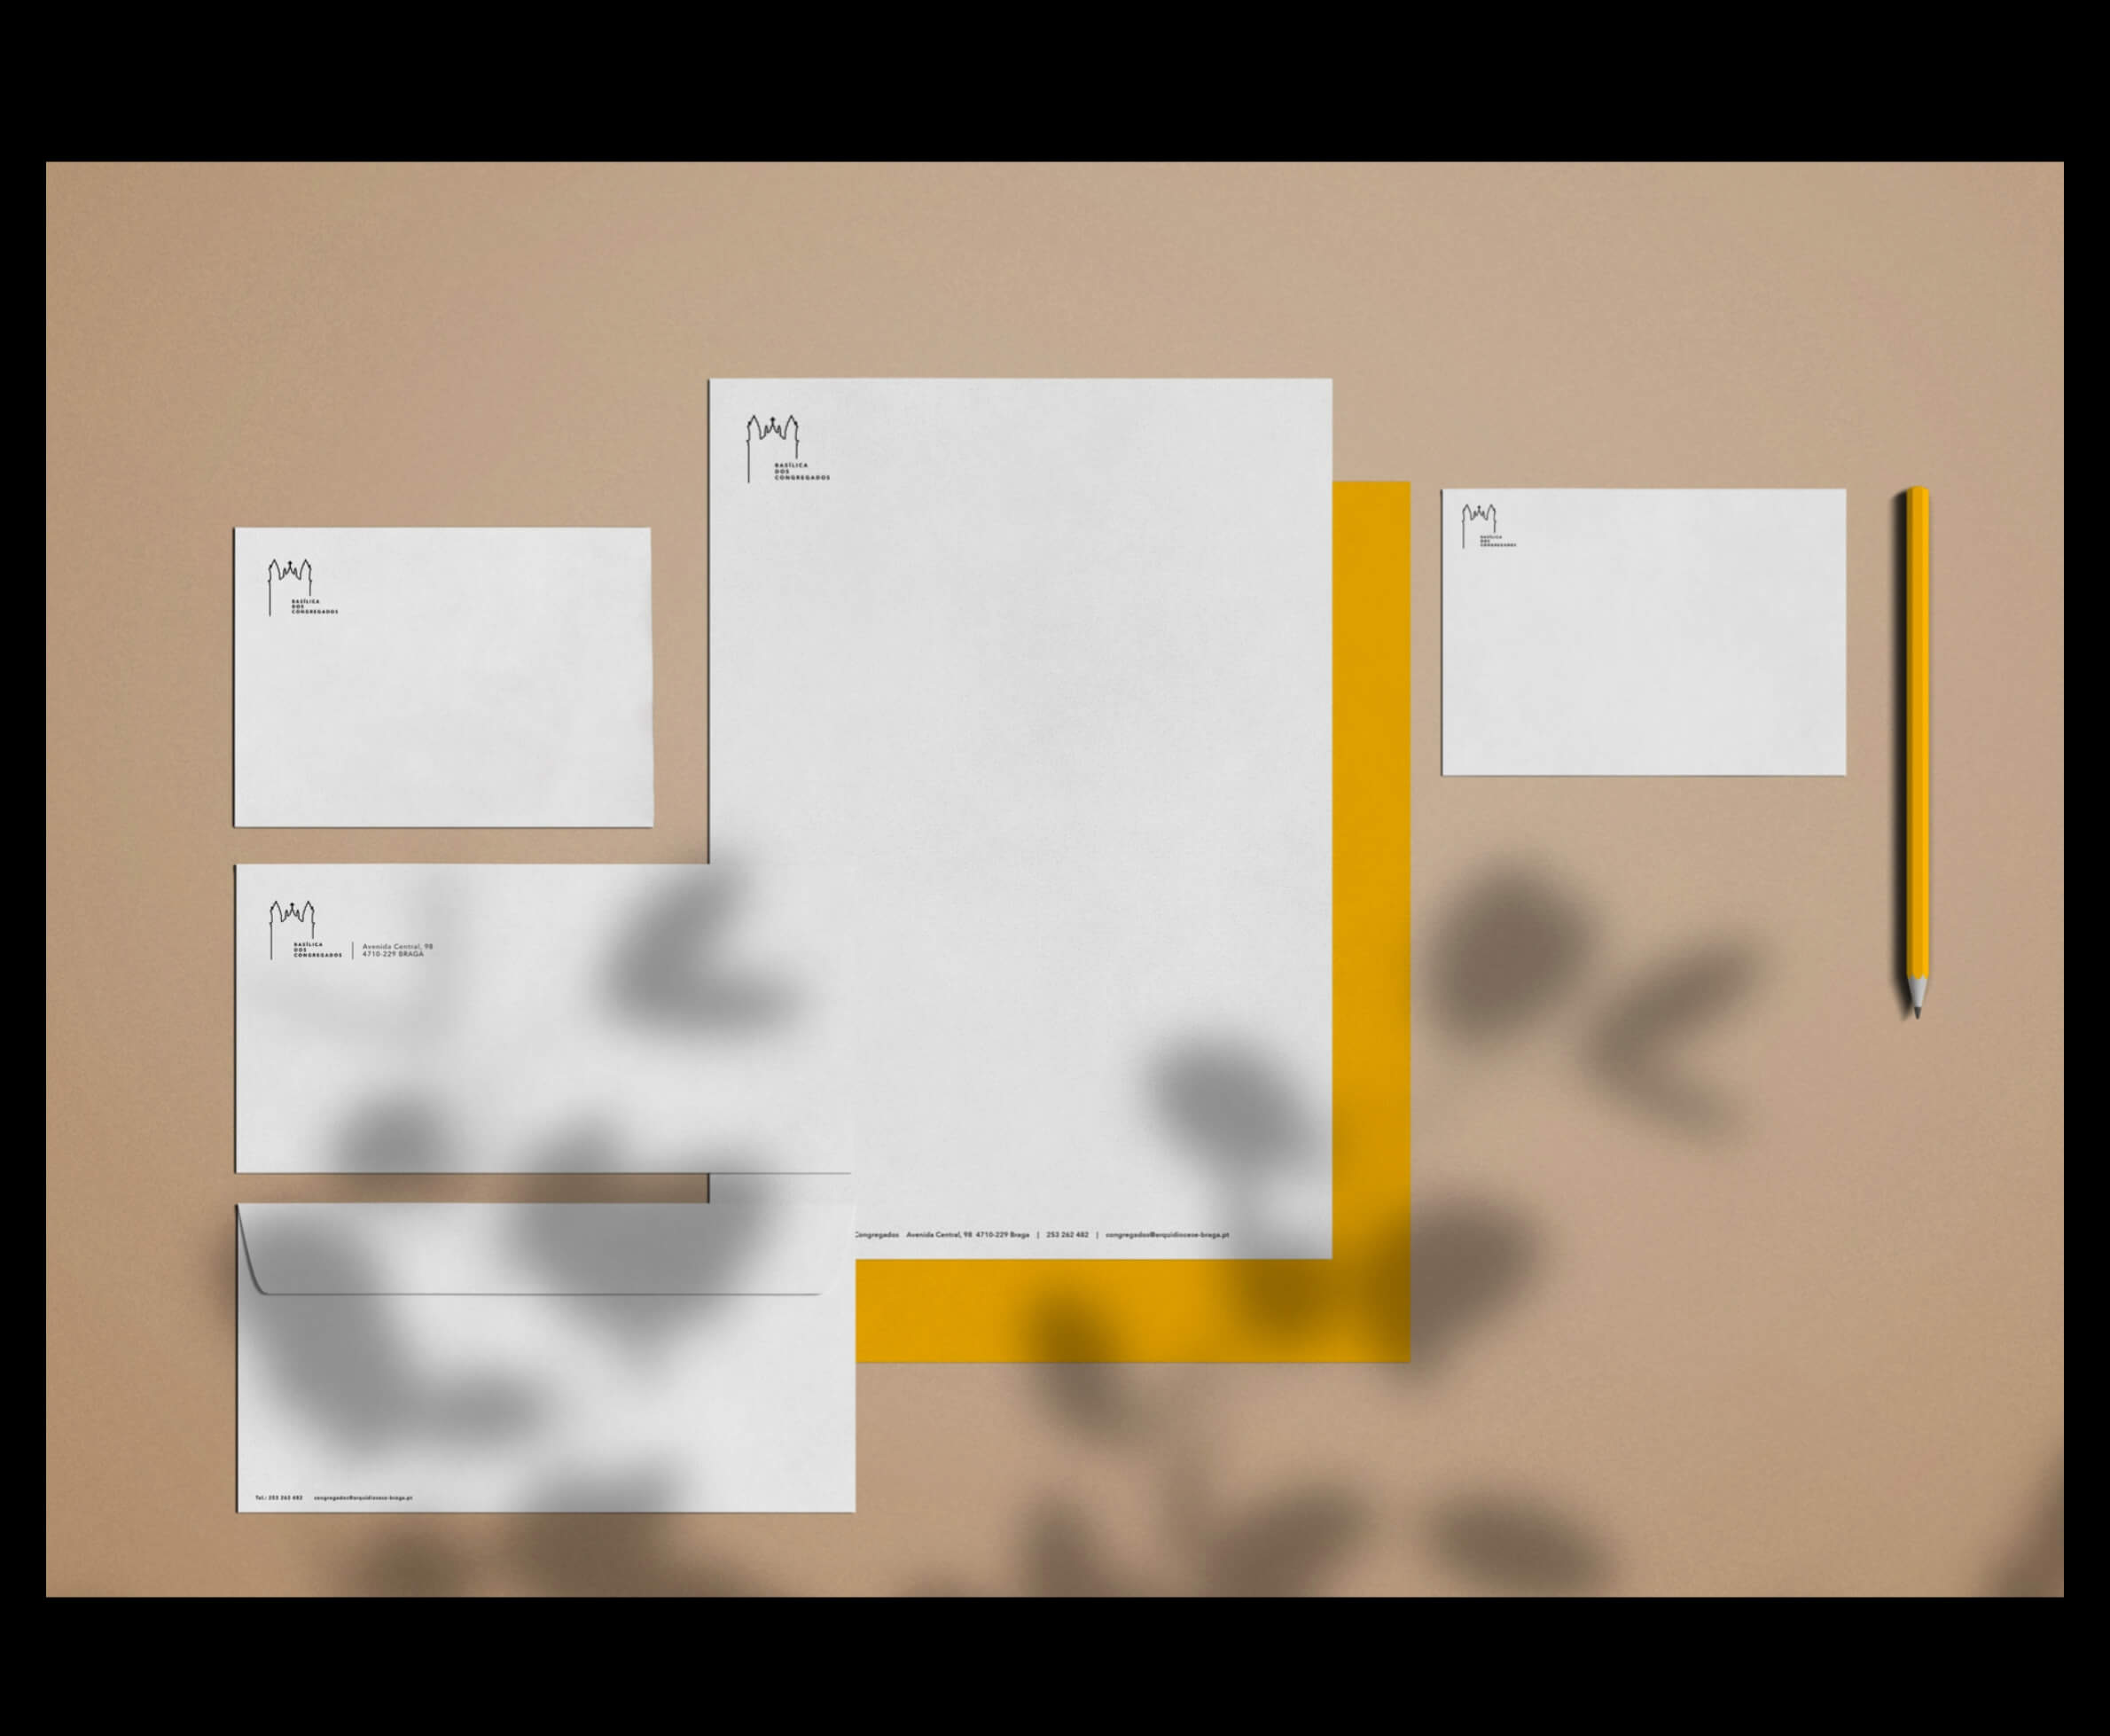 BASÍLICA
DOS
CONGREGADOS
BASÍLICA
DOS
CONGREGADOS
BASÍLICA
DOS
CONGREGADOS
BASÍLICA
DOS
CONGREGADOS
Avenida Central, 98
4710-229 BRAGA
Congregados Avenida Central, 98 4710-229 Braga | 253 262 482 | congregados@arquidiocese-braga.pt
Tel.: 253 262 482 congregados@arquidiocese-braga.pt